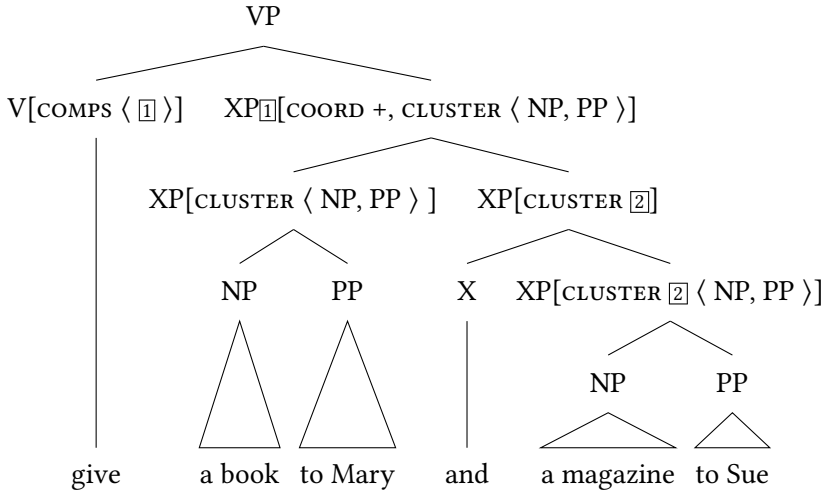 VP
V[COMPS ⟨ 1 ⟩] XP1[COORD +, CLUSTER ⟨ NP, PP ⟩]
XP[CLUSTER ⟨ NP, PP ⟩ ] XP[CLUSTER 2]
NP PP X XP[CLUSTER 2 ⟨ NP, PP ⟩]
NP PP
give a book to Mary and a magazine to Sue